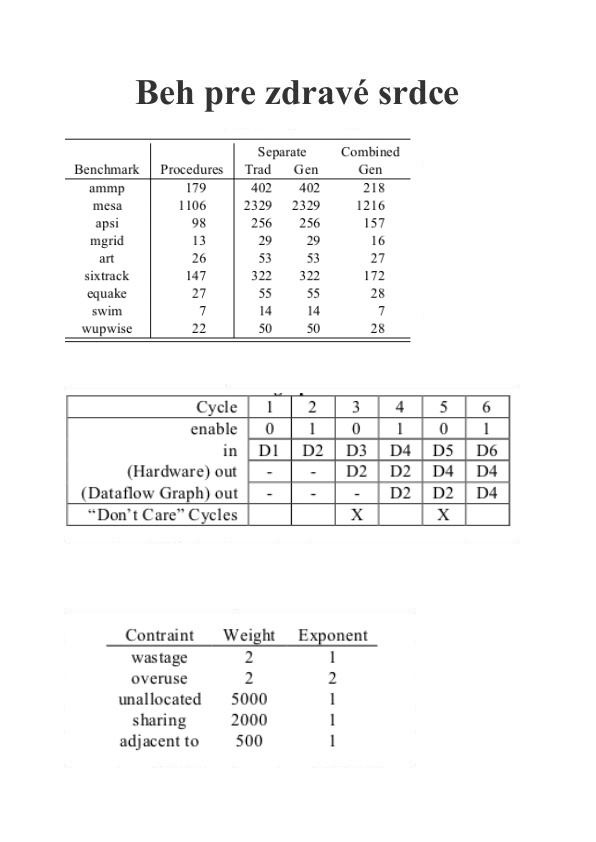 Beh pre zdravé srdce
Separate Combined
Benchmark Procedures Trad Gen Gen
ammp 179 402 402 218
mesa 1106 2329 2329 1216
apsi 98 256 256 157
mgrid 13 29 29 16
art 26 53 53 27
sixtrack 147 322 322 172
equake 27 55 55 28
swim 7 14 14 7
wupwise 22 50 50 28
Cycle 1 2 3 4 5 6
enable 0 1 0 1 0 1
in D1 D2 D3 D4 D5 D6
(Hardware) out - - D2 D2 D4 D4
(Dataflow Graph) out - - - D2 D2 D4
“Don’t Care” Cycles X X
Contraint Weight Exponent
wastage 2 1
overuse 2 2
unallocated 5000 1
sharing 2000 1
adjacent to 500 1